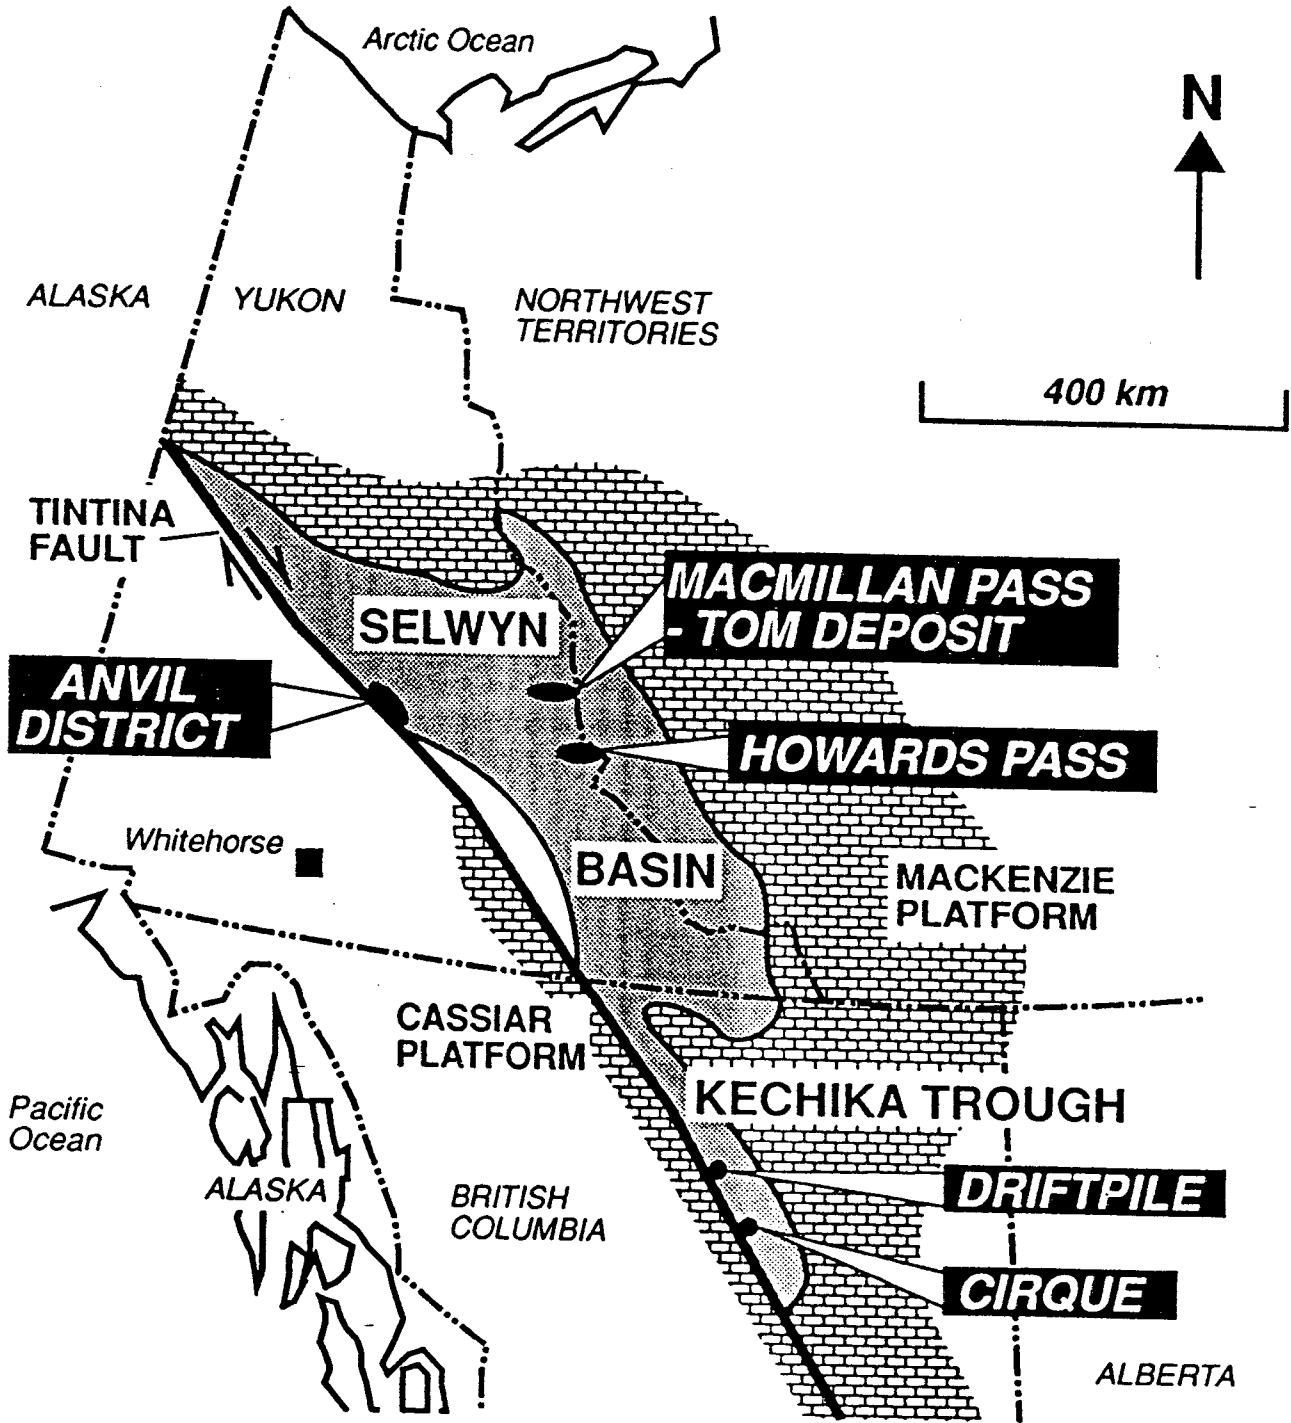 Arctic Ocean
N
ALASKA
YUKON
NORTHWEST
TERRITORIES
400 km
TINTINA
FAULT
MACMILLAN PASS
- TOM DEPOSIT
SELWYN
ANVIL
DISTRICT
HOWARDS PASS
Whitehorse
BASIN
MACKENZIE
PLATFORM
CASSIAR
PLATFORM
KECHIKA TROUGH
Pacific
Ocean
DRIFTPILE
ALASKA
BRITISH
COLUMBIA
CIRQUE
ALBERTA